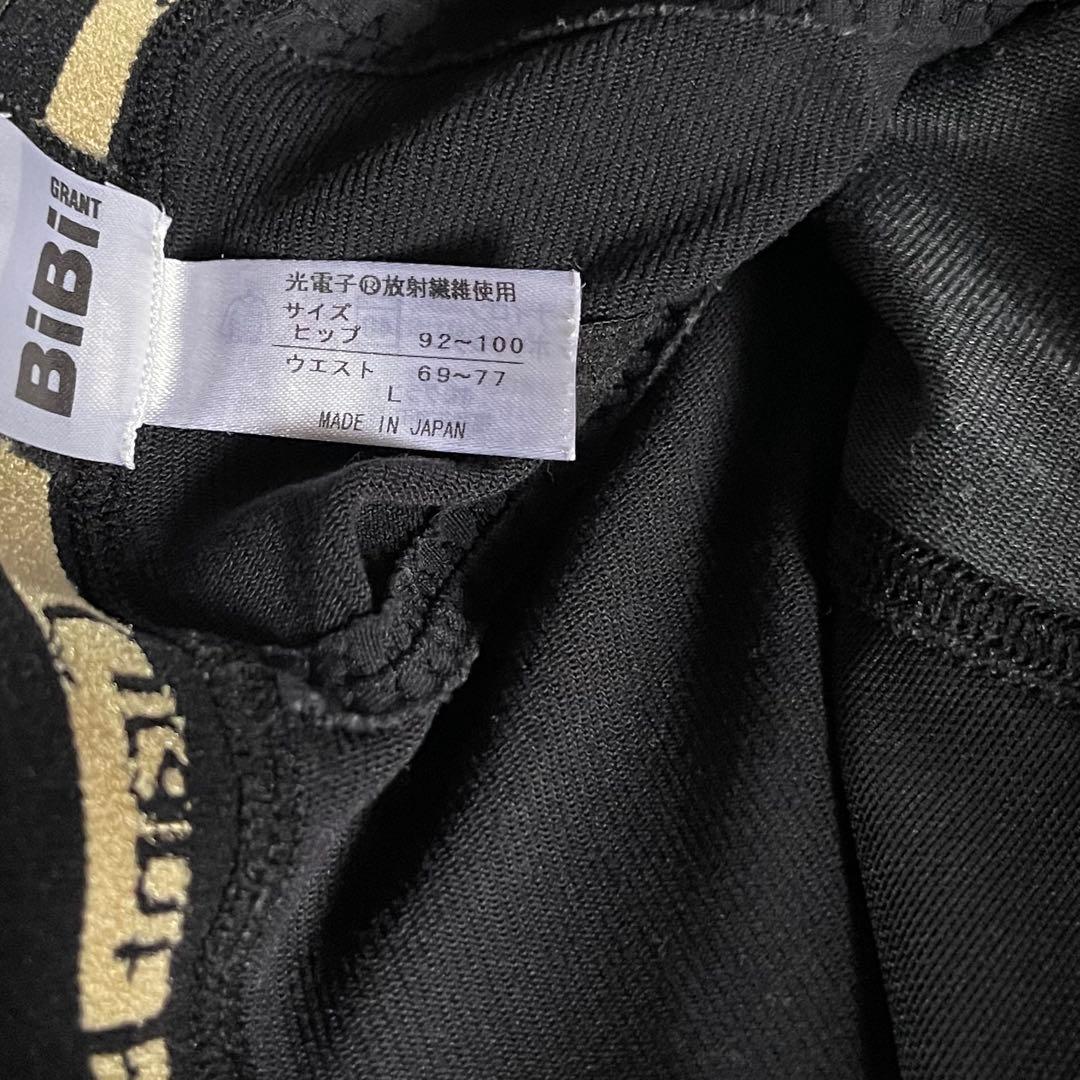 GRANT
BiBi
光電子®放射繊維使用
サイズ
ヒップ 92~100
ウエスト 69~77
L
MADE IN JAPAN